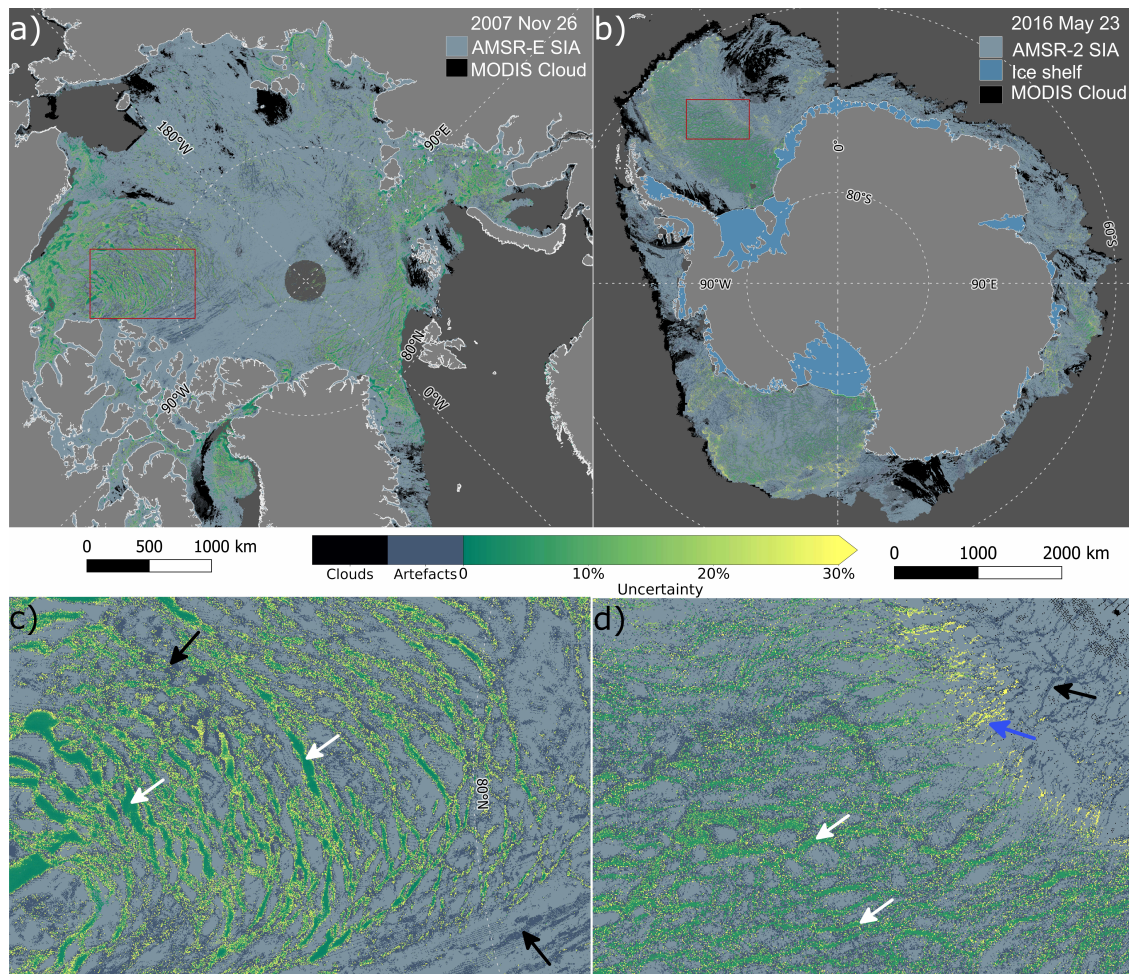 a)
2007 Nov 26
AMSR-E SIA
MODIS Cloud
180°W
90°E
90°W
80°N
0°W
b)
2016 May 23
AMSR-2 SIA
Ice shelf
MODIS Cloud
0°
80°S
60°S
90°W
90°E
0 500 1000 km
Clouds Artefacts 0 10% 20% 30%
Uncertainty
0 1000 2000 km
c)
80°N
d)